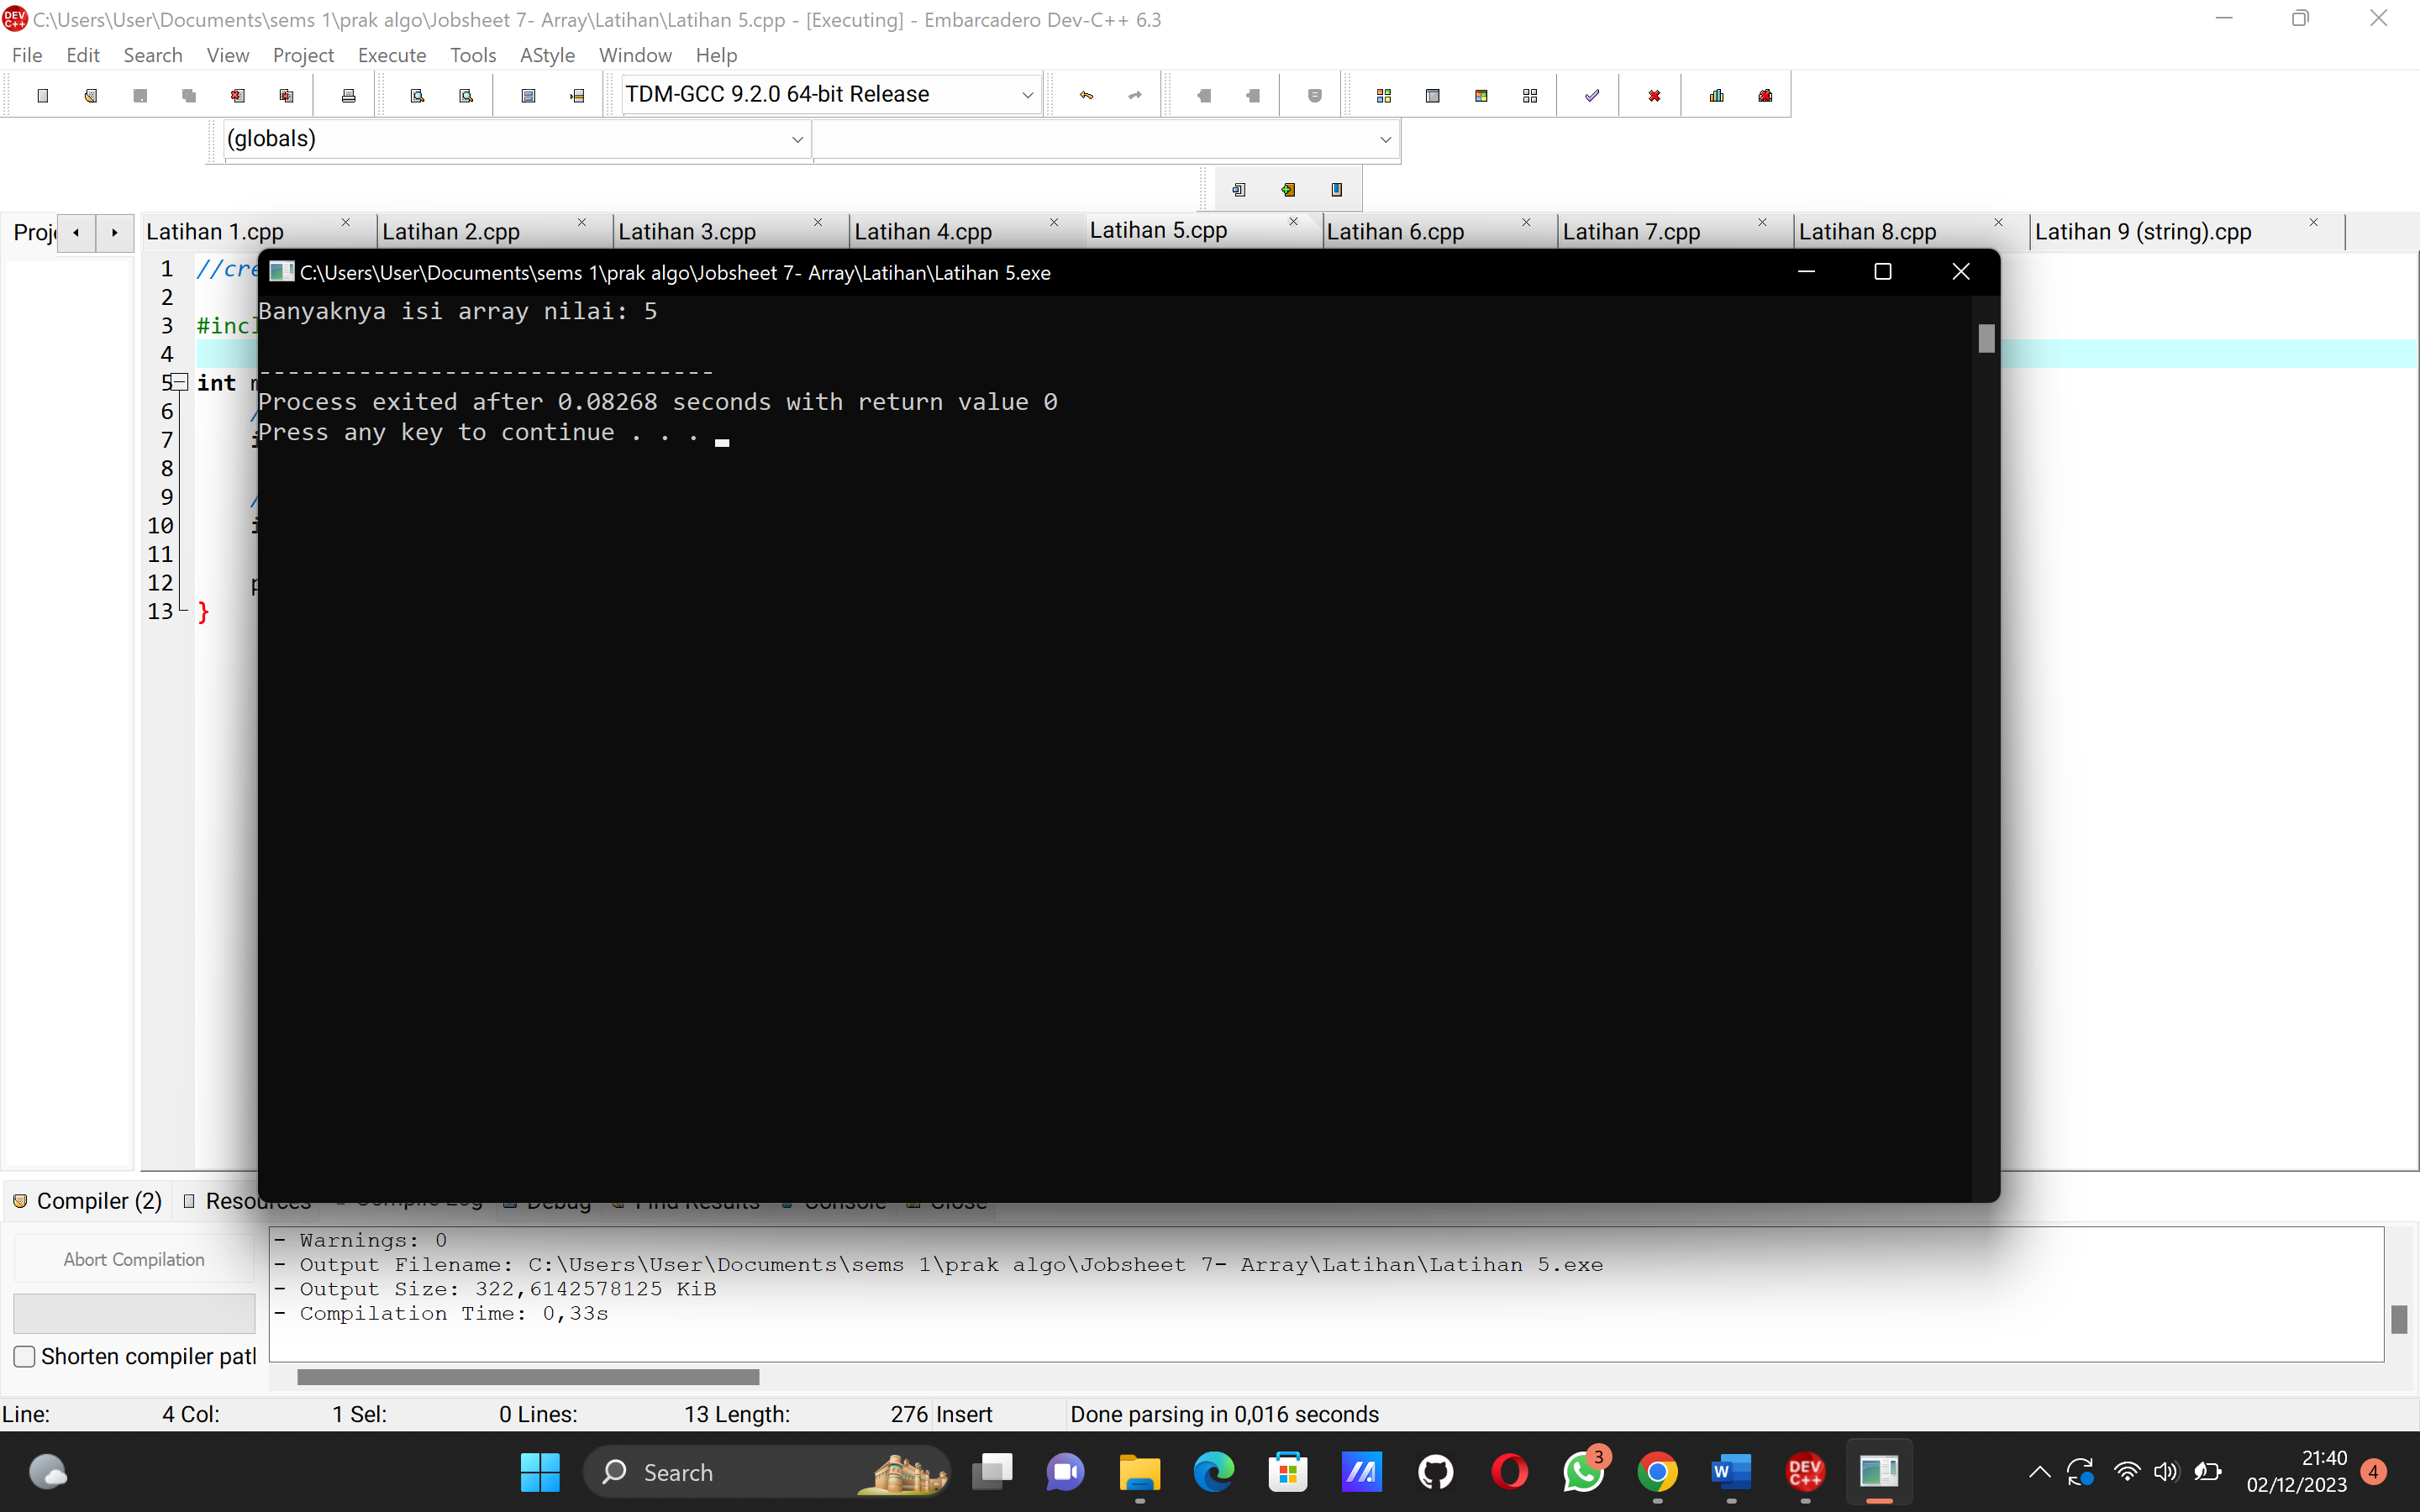 C:\Users\User\Documents\sems 1\prak algo\Jobsheet 7- Array\Latihan\Latihan 5.cpp - [Executing] - Embarcadero Dev-C++ 6.3
File Edit Search View Project Execute Tools AStyle Window Help
TDM-GCC 9.2.0 64-bit Release
(globals)
Latihan 1.cpp Latihan 2.cpp Latihan 3.cpp Latihan 4.cpp Latihan 5.cpp Latihan 6.cpp Latihan 7.cpp Latihan 8.cpp Latihan 9 (string).cpp
C:\Users\User\Documents\sems 1\prak algo\Jobsheet 7- Array\Latihan\Latihan 5.exe
Banyaknya isi array nilai: 5
--------------------------------
Process exited after 0.08268 seconds with return value 0
Press any key to continue . . .
1
2
3
4
5 int
6
7
8
9
10
11
12
13 }
Compiler (2) Resources Compile Log Debug Find Results Console Close
Abort Compilation
Shorten compiler
- Warnings: 0
- Output Filename: C:\Users\User\Documents\sems 1\prak algo\Jobsheet 7- Array\Latihan\Latihan 5.exe
- Output Size: 322,6142578125 KiB
- Compilation Time: 0,33s
Line: 4 Col: 1 Sel: 0 Lines: 13 Length: 276 Insert Done parsing in 0,016 seconds
Search
3
DEV C++
21:40
02/12/2023
4